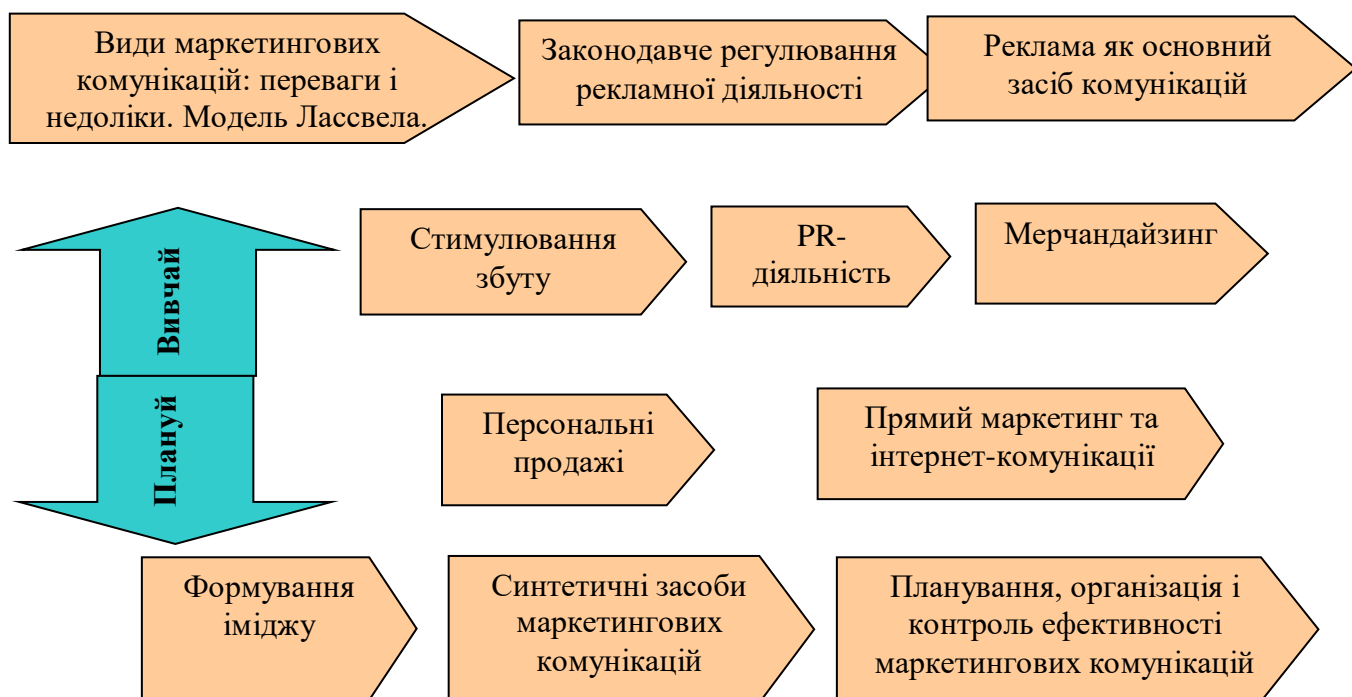 Види маркетингових
комунікацій: переваги і
недоліки. Модель Лассвела.
Законодавче регулювання
рекламної діяльності
Реклама як основний
засіб комунікацій
Вивчай
Стимулювання
збуту
PR-
діяльність
Мерчандайзинг
Плануй
Персональні
продажі
Прямий маркетинг та
інтернет-комунікації
Формування
іміджу
Синтетичні засоби
маркетингових
комунікацій
Планування, організація і
контроль ефективності
маркетингових комунікацій